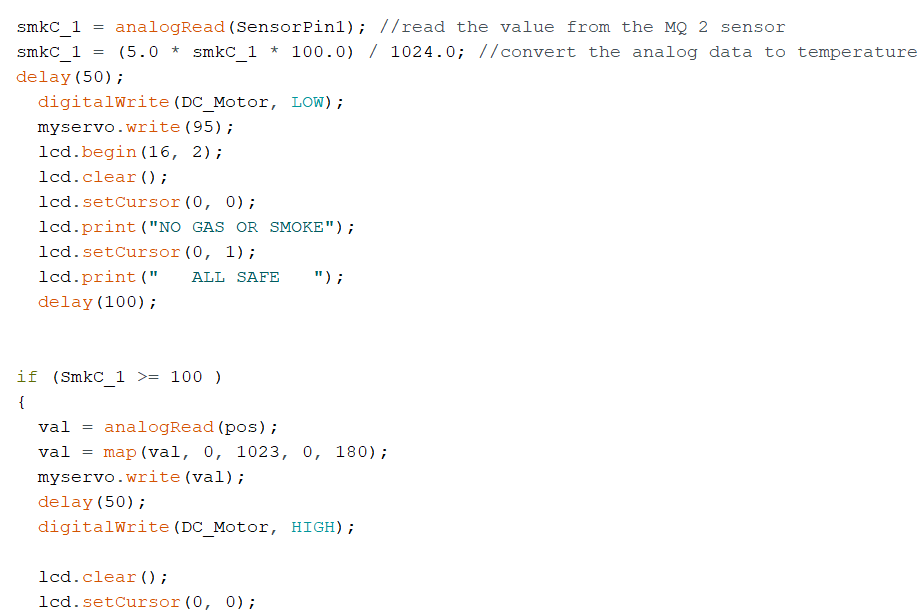 smkC_1 = analogRead(SensorPin1); //read the value from the MQ 2 sensor
smkC_1 = (5.0 * smkC_1 * 100.0) / 1024.0; //convert the analog data to temperature
delay(50);
  digitalWrite(DC_Motor, LOW);
  myservo.write(95);
  lcd.begin(16, 2);
  lcd.clear();
  lcd.setCursor(0, 0);
  lcd.print("NO GAS OR SMOKE");
  lcd.setCursor(0, 1);
  lcd.print("   ALL SAFE   ");
  delay(100);
if (SmkC_1 >= 100 )
{
  val = analogRead(pos);
  val = map(val, 0, 1023, 0, 180);
  myservo.write(val);
  delay(50);
  digitalWrite(DC_Motor, HIGH);
  lcd.clear();
  lcd.setCursor(0, 0);